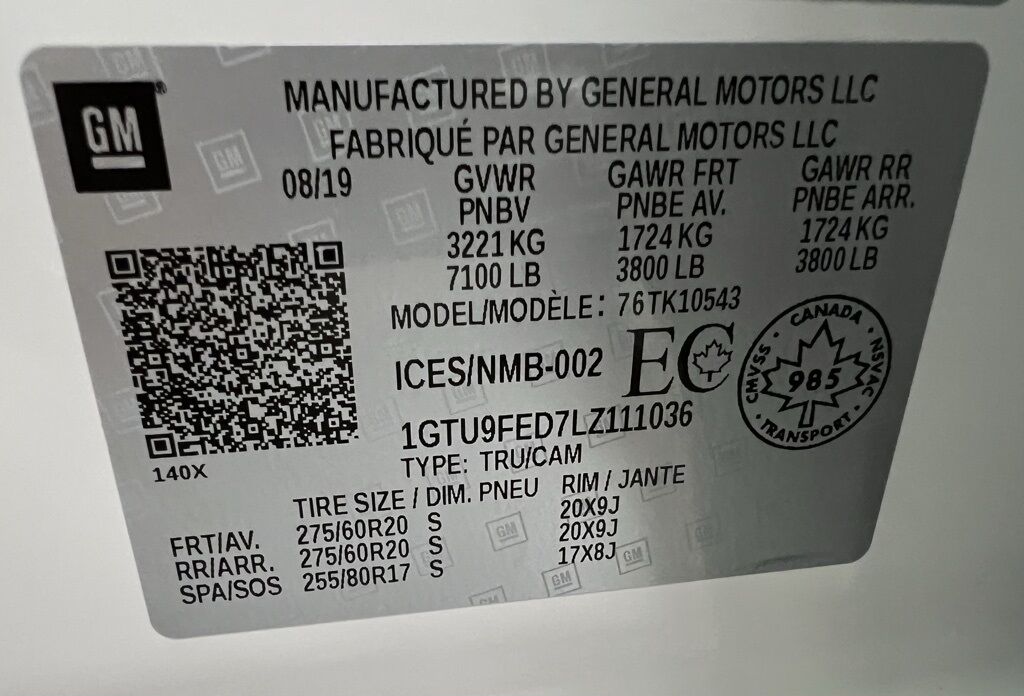 GM
MANUFACTURED BY GENERAL MOTORS LLC
FABRIQUÉ PAR GENERAL MOTORS LLC
08/19 GVWR GAWR FRT GAWR RR
PNBV PNBE AV. PNBE ARR.
3221 KG 1724 KG 1724 KG
7100 LB 3800 LB 3800 LB
MODEL/MODÈLE: 76TK10543
ICES/NMB-002 EC
CANADA
CMVSS · NSVAC
985
· TRANSPORT ·
1GTU9FED7LZ111036
140X
TYPE: TRU/CAM
TIRE SIZE / DIM. PNEU RIM / JANTE
FRT/AV. 275/60R20 S 20X9J
RR/ARR. 275/60R20 S 20X9J
SPA/SOS 255/80R17 S 17X8J